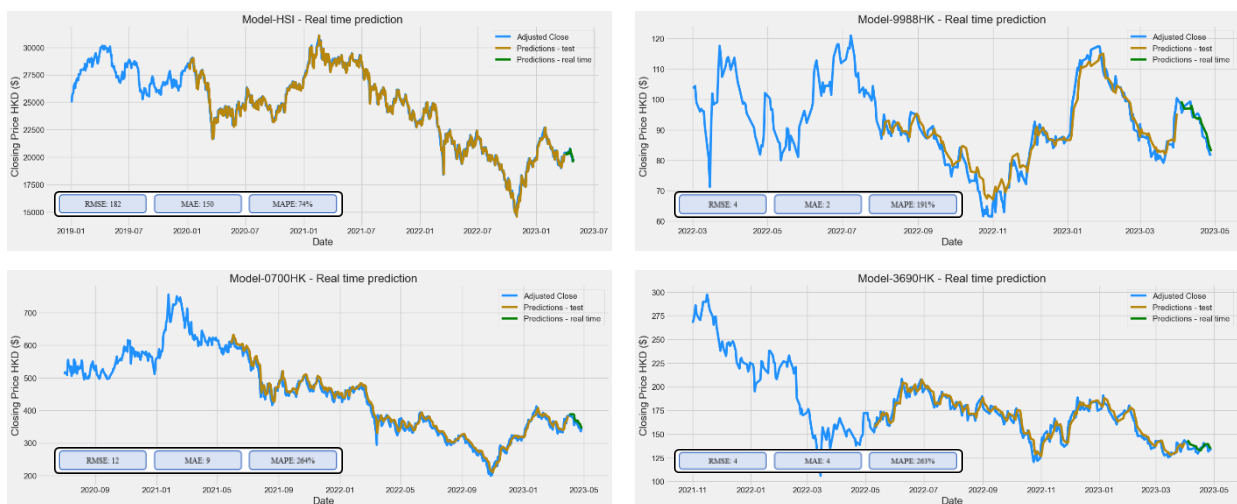 Model-HSI - Real time prediction
Closing Price HKD ($)
30000
27500
25000
22500
20000
17500
15000
Adjusted Close
Predictions - test
Predictions - real time
RMSE: 182 MAE: 150 MAPE: 74%
2019-01 2019-07 2020-01 2020-07 2021-01 2021-07 2022-01 2022-07 2023-01 2023-07
Date
Model-9988HK - Real time prediction
Closing Price HKD ($)
120
110
100
90
80
70
60
Adjusted Close
Predictions - test
Predictions - real time
RMSE: 4 MAE: 2 MAPE: 191%
2022-03 2022-05 2022-07 2022-09 2022-11 2023-01 2023-03 2023-05
Date
Model-0700HK - Real time prediction
Closing Price HKD ($)
700
600
500
400
300
200
Adjusted Close
Predictions - test
Predictions - real time
RMSE: 12 MAE: 9 MAPE: 264%
2020-09 2021-01 2021-05 2021-09 2022-01 2022-05 2022-09 2023-01 2023-05
Date
Model-3690HK - Real time prediction
Closing Price HKD ($)
300
275
250
225
200
175
150
125
Adjusted Close
Predictions - test
Predictions - real time
RMSE: 4 MAE: 4 MAPE: 263%
2021-11 2022-01 2022-03 2022-05 2022-07 2022-09 2022-11 2023-01 2023-03 2023-05
Date